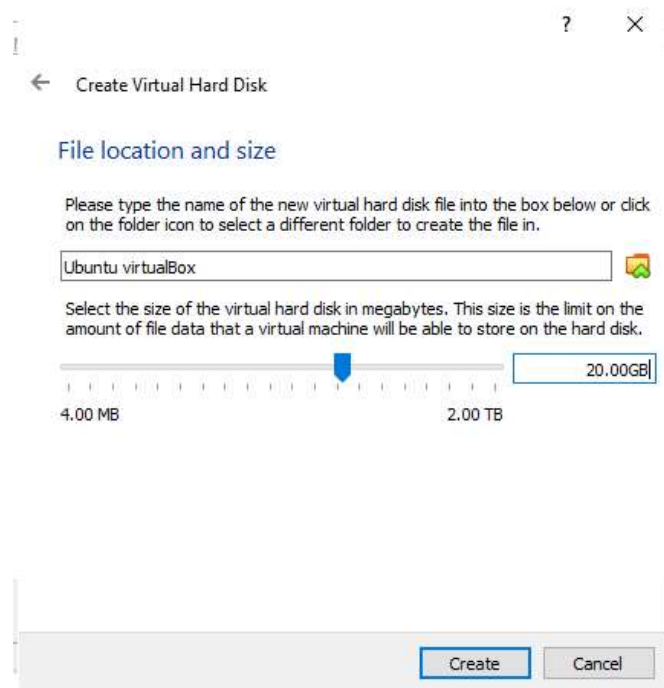 ?
Create Virtual Hard Disk
File location and size
Please type the name of the new virtual hard disk file into the box below or click
on the folder icon to select a different folder to create the file in.
Ubuntu virtualBox
Select the size of the virtual hard disk in megabytes. This size is the limit on the
amount of file data that a virtual machine will be able to store on the hard disk.
20.00GB
4.00 MB 2.00 TB
Create Cancel